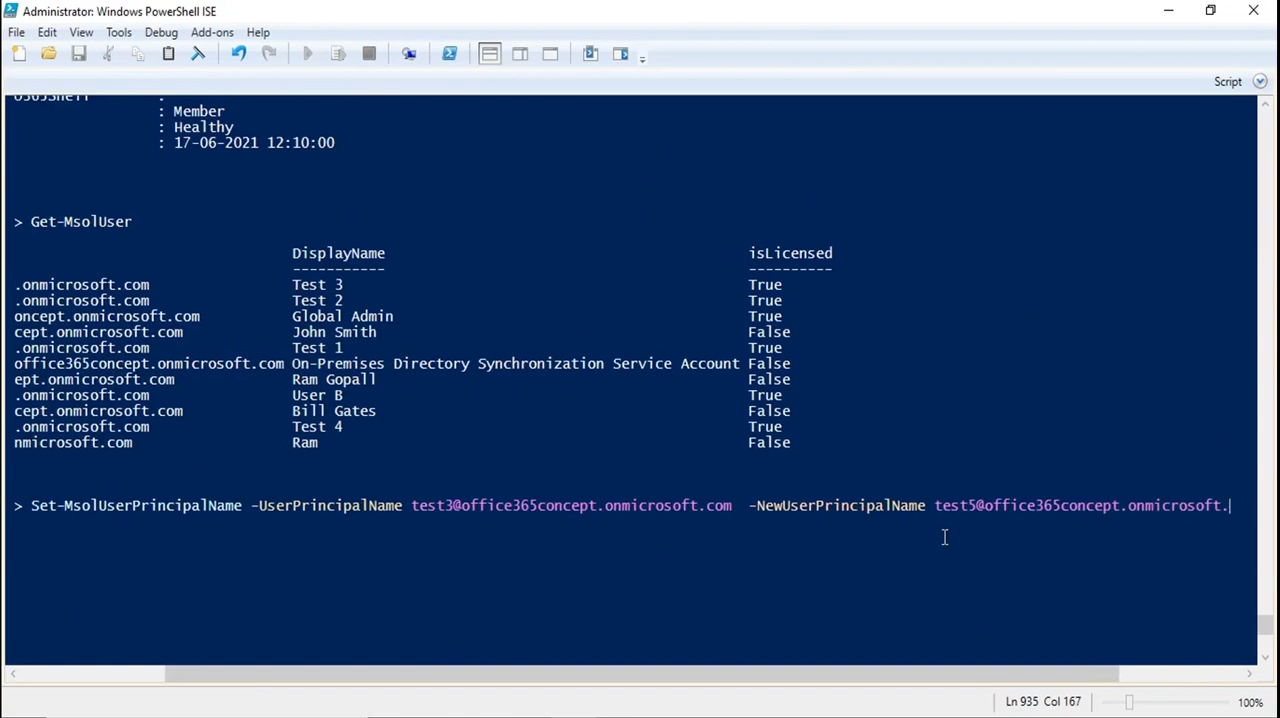 Administrator: Windows PowerShell ISE
File Edit View Tools Debug Add-ons Help
Script
O365Shell :
: Member
: Healthy
: 17-06-2021 12:10:00
> Get-MsolUser
DisplayName isLicensed
----------- ----------
.onmicrosoft.com Test 3 True
.onmicrosoft.com Test 2 True
oncept.onmicrosoft.com Global Admin True
cept.onmicrosoft.com John Smith False
.onmicrosoft.com Test 1 True
office365concept.onmicrosoft.com On-Premises Directory Synchronization Service Account False
ept.onmicrosoft.com Ram Gopall False
.onmicrosoft.com User B True
cept.onmicrosoft.com Bill Gates False
.onmicrosoft.com Test 4 True
nmicrosoft.com Ram False
> Set-MsolUserPrincipalName -UserPrincipalName test3@office365concept.onmicrosoft.com -NewUserPrincipalName test5@office365concept.onmicrosoft.
Ln 935 Col 167 100%